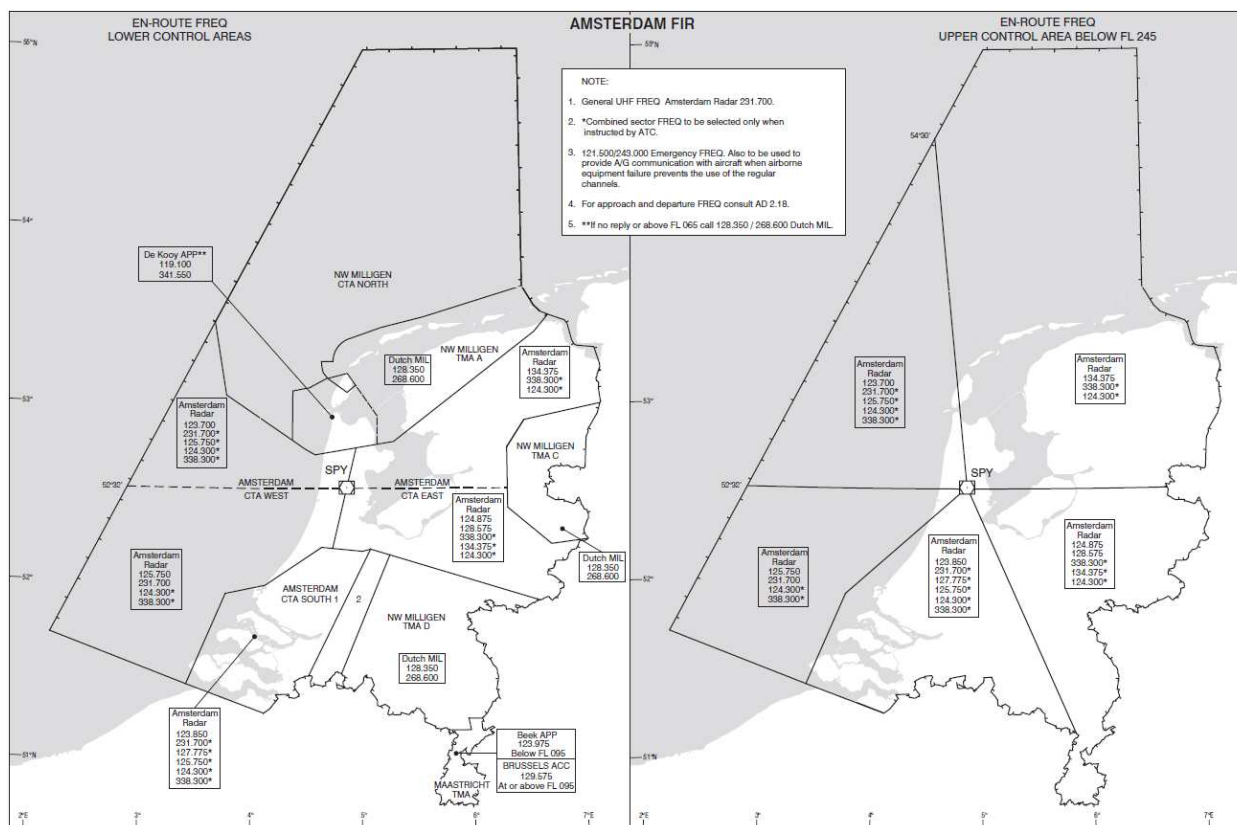 EN-ROUTE FREQ
LOWER CONTROL AREAS
AMSTERDAM FIR
EN-ROUTE FREQ
UPPER CONTROL AREA BELOW FL 245
NOTE:
1. General UHF FREQ Amsterdam Radar 231.700.
2. *Combined sector FREQ to be selected only when
instructed by ATC.
3. 121.500/243.000 Emergency FREQ. Also to be used to
provide A/G communication with aircraft when airborne
equipment failure prevents the use of the regular
channels.
4. For approach and departure FREQ consult AD 2.18.
5. **If no reply or above FL 065 call 128.350 / 268.600 Dutch MIL.
55°N
54°
53°
52°30'
52°
51°N
2°E
3°
4°
5°
6°
7°E
De Kooy APP**
119.100
341.550
NW MILLIGEN
CTA NORTH
Dutch MIL
128.350
268.600
NW MILLIGEN
TMA A
Amsterdam
Radar
134.375
338.300*
124.300*
Amsterdam
Radar
123.700
231.700*
125.750*
124.300*
338.300*
NW MILLIGEN
TMA C
SPY
AMSTERDAM
CTA WEST
AMSTERDAM
CTA EAST
Amsterdam
Radar
124.875
128.575
338.300*
134.375*
124.300*
Dutch MIL
128.350
268.600
Amsterdam
Radar
125.750
231.700
124.300*
338.300*
AMSTERDAM
CTA SOUTH 1
2
NW MILLIGEN
TMA D
Dutch MIL
128.350
268.600
Amsterdam
Radar
123.850
231.700*
127.775*
125.750*
124.300*
338.300*
Beek APP
123.975
Below FL 095
BRUSSELS ACC
129.575
At or above FL 095
MAASTRICHT
TMA
54°30'
53°
52°30'
52°
51°N
2°E
3°
4°
5°
6°
7°E
Amsterdam
Radar
123.700
231.700*
125.750*
124.300*
338.300*
Amsterdam
Radar
134.375
338.300*
124.300*
SPY
Amsterdam
Radar
125.750
231.700
124.300*
338.300*
Amsterdam
Radar
123.850
231.700*
127.775*
125.750*
124.300*
338.300*
Amsterdam
Radar
124.875
128.575
338.300*
134.375*
124.300*